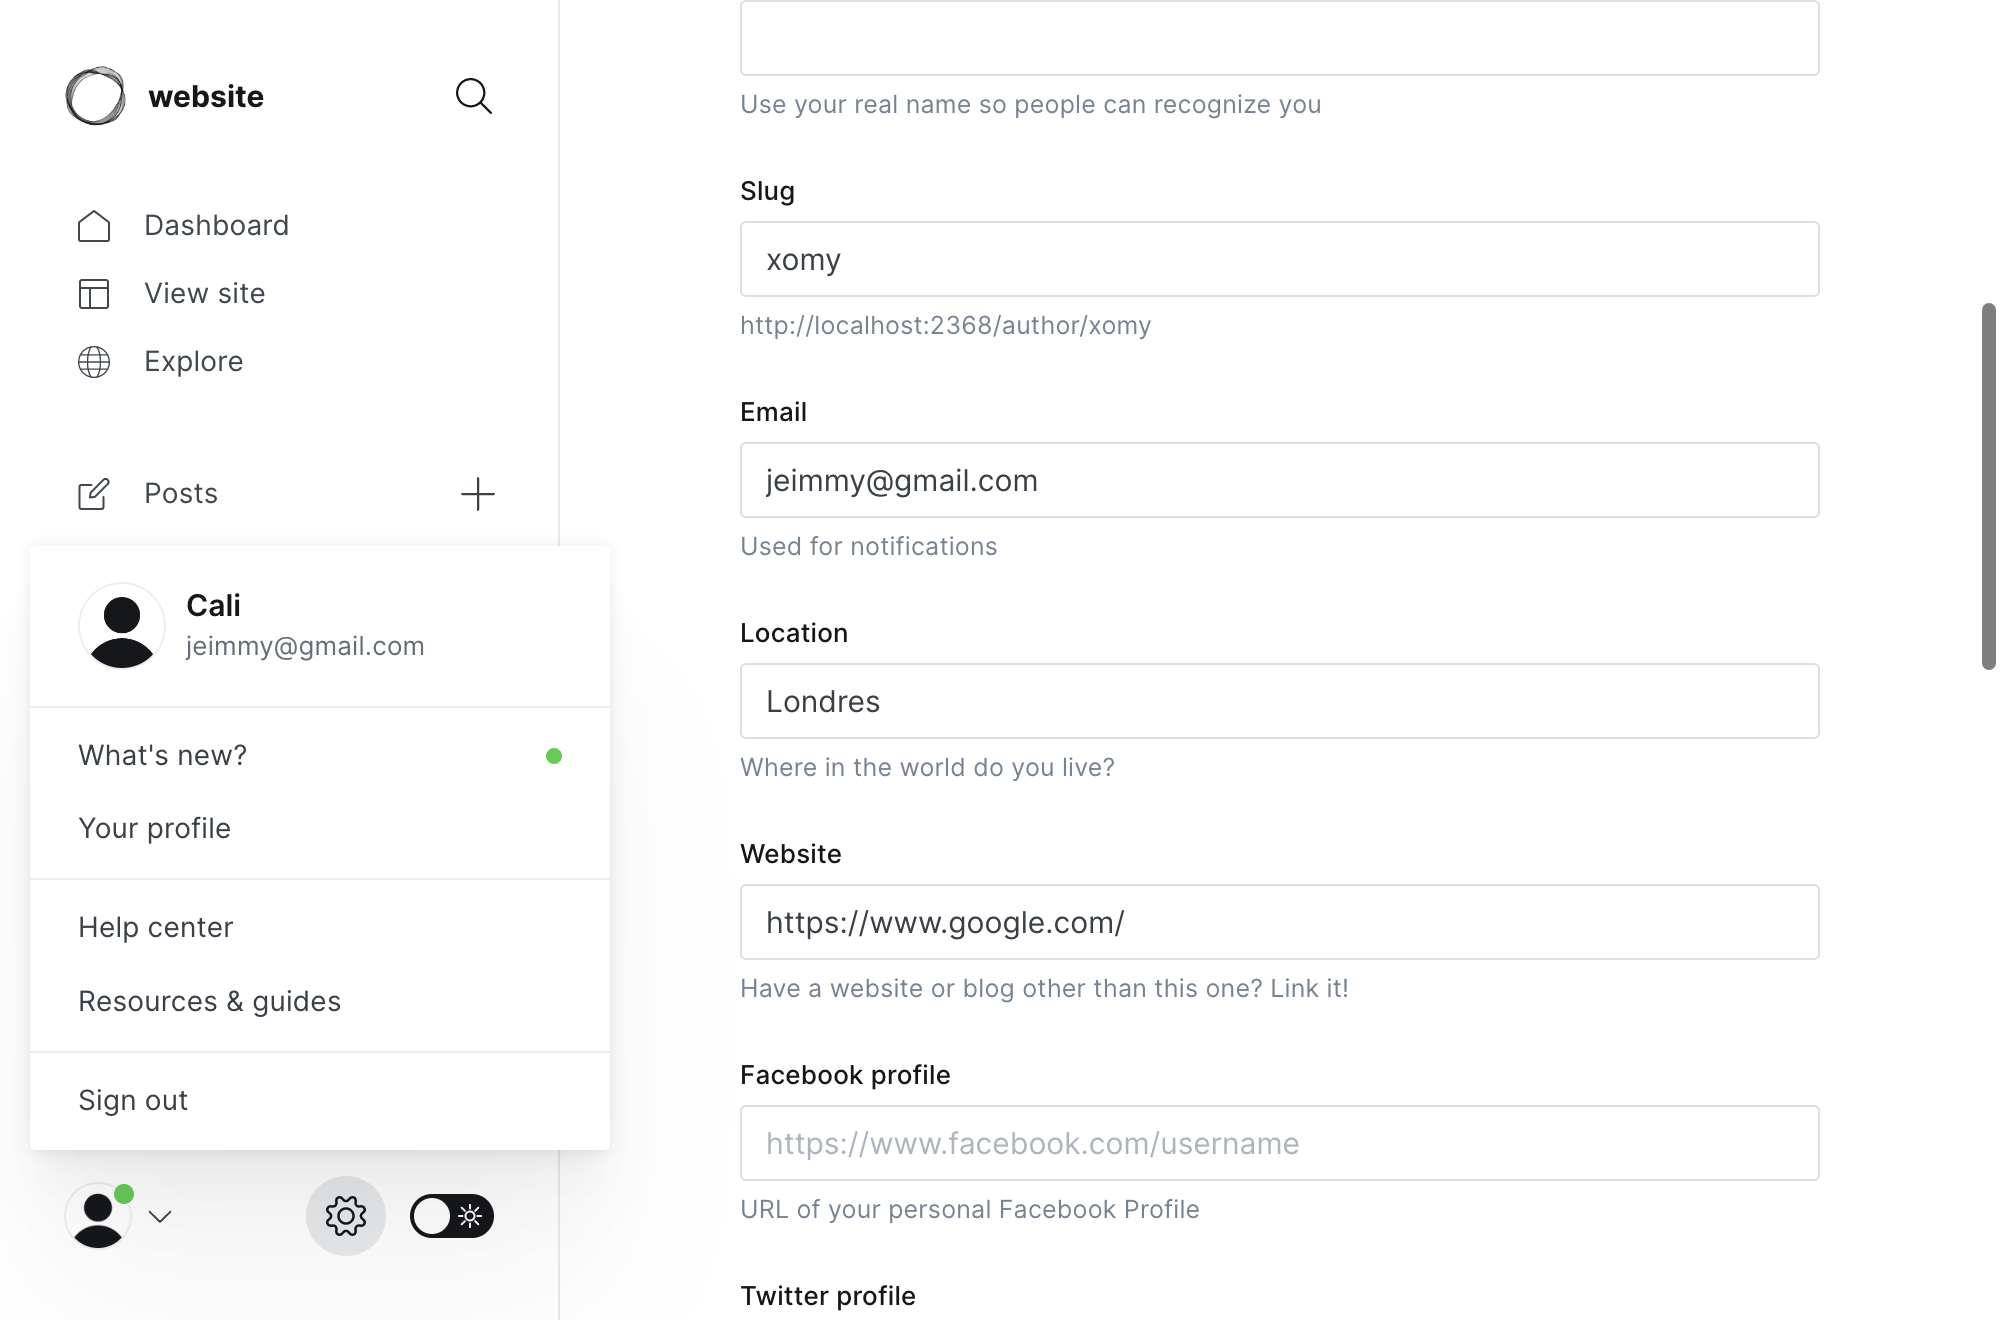 website
Dashboard
View site
Explore
Posts
Cali
jeimmy@gmail.com
What's new?
Your profile
Help center
Resources & guides
Sign out
Use your real name so people can recognize you
Slug
xomy
http://localhost:2368/author/xomy
Email
jeimmy@gmail.com
Used for notifications
Location
Londres
Where in the world do you live?
Website
https://www.google.com/
Have a website or blog other than this one? Link it!
Facebook profile
https://www.facebook.com/username
URL of your personal Facebook Profile
Twitter profile